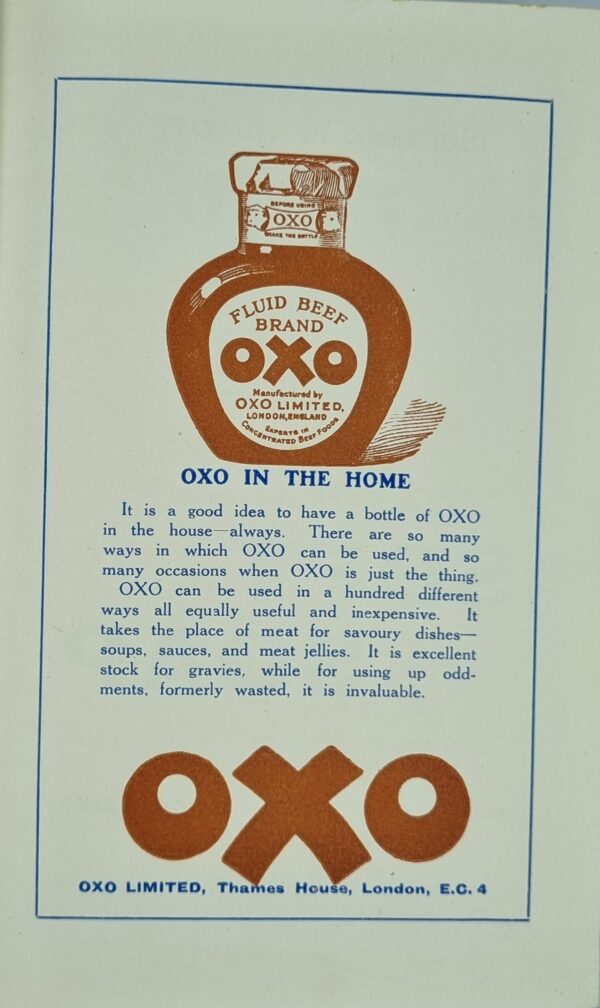 BEFORE USING
OXO
SHAKE THE BOTTLE
FLUID BEEF
BRAND
OXO
Manufactured by
OXO LIMITED,
LONDON, ENGLAND
EXPERTS IN
CONCENTRATED BEEF FOODS
OXO IN THE HOME
It is a good idea to have a bottle of OXO
in the house—always. There are so many
ways in which OXO can be used, and so
many occasions when OXO is just the thing.
OXO can be used in a hundred different
ways all equally useful and inexpensive. It
takes the place of meat for savoury dishes—
soups, sauces, and meat jellies. It is excellent
stock for gravies, while for using up odd-
ments, formerly wasted, it is invaluable.
OXO
OXO LIMITED, Thames House, London, E.C. 4